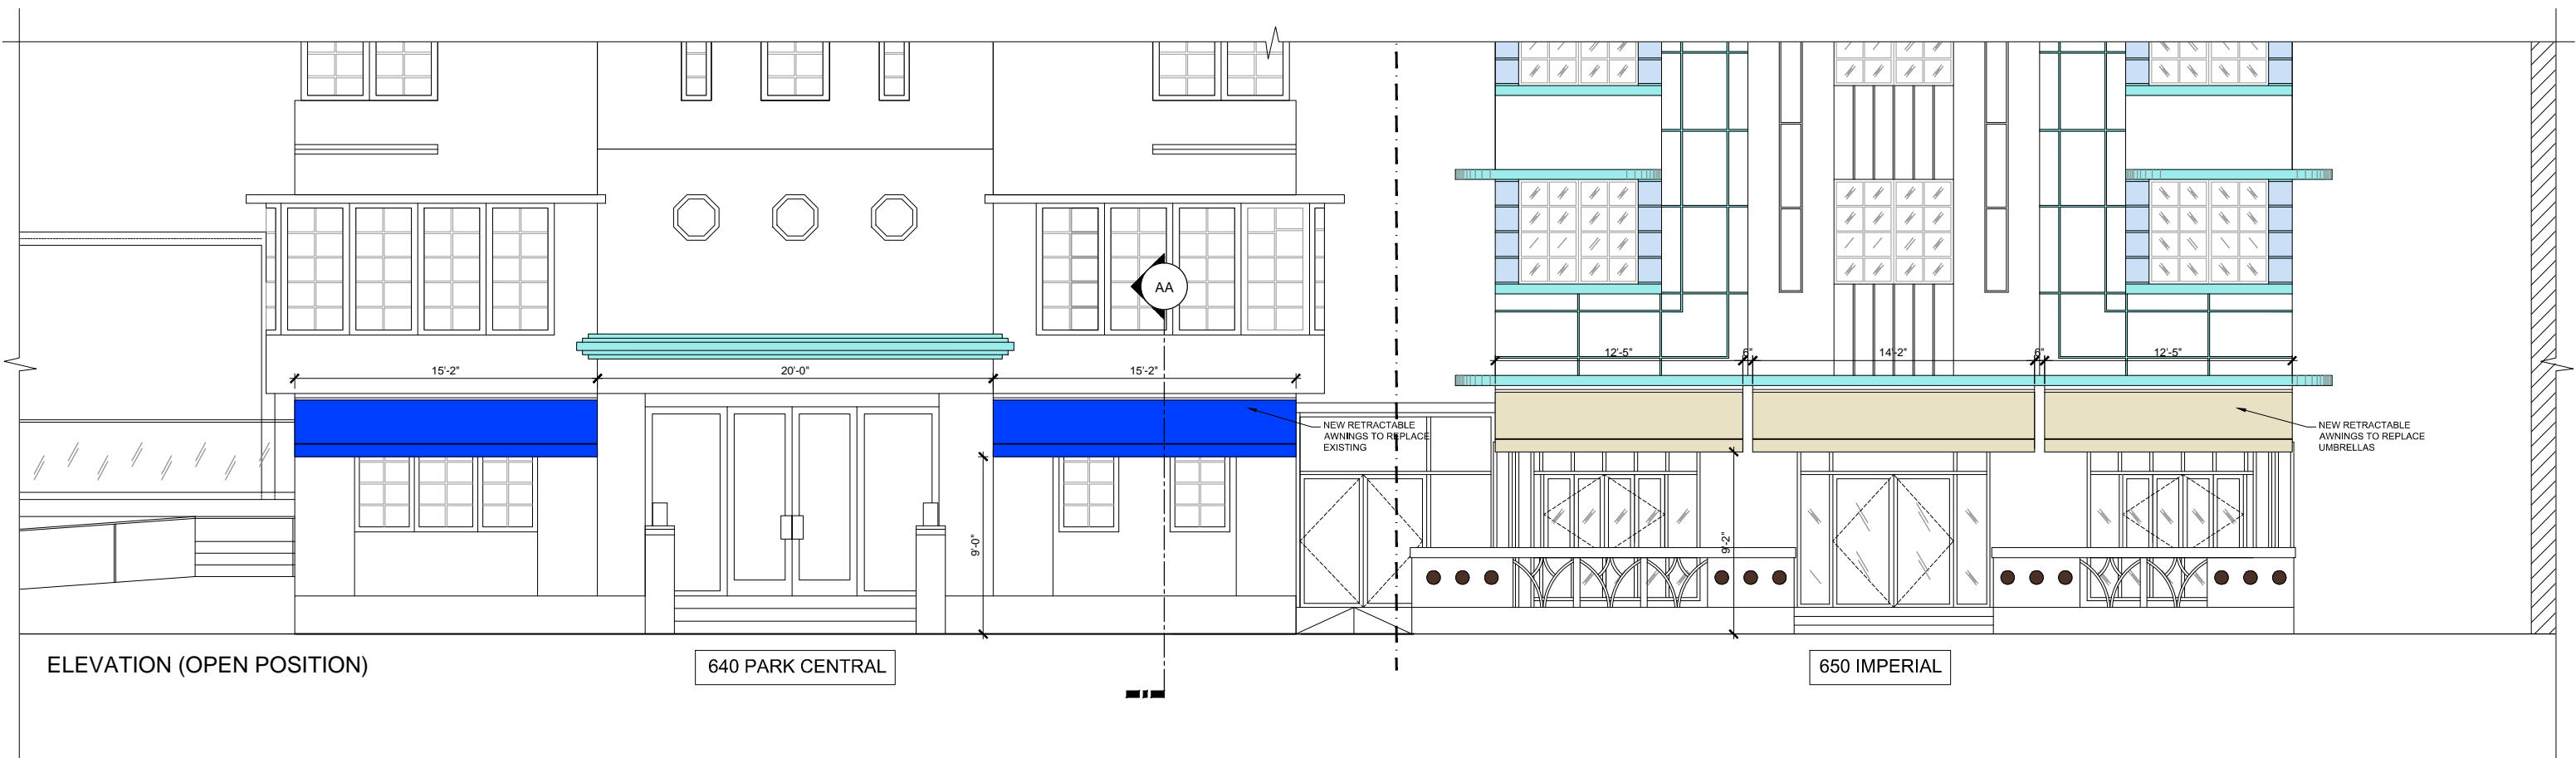 AA
15'-2"
20'-0"
15'-2"
12'-5"
6"
14'-2"
6"
12'-5"
NEW RETRACTABLE
AWNINGS TO REPLACE
EXISTING
NEW RETRACTABLE
AWNINGS TO REPLACE
UMBRELLAS
9'-0"
9'-2"
ELEVATION (OPEN POSITION)
640 PARK CENTRAL
650 IMPERIAL